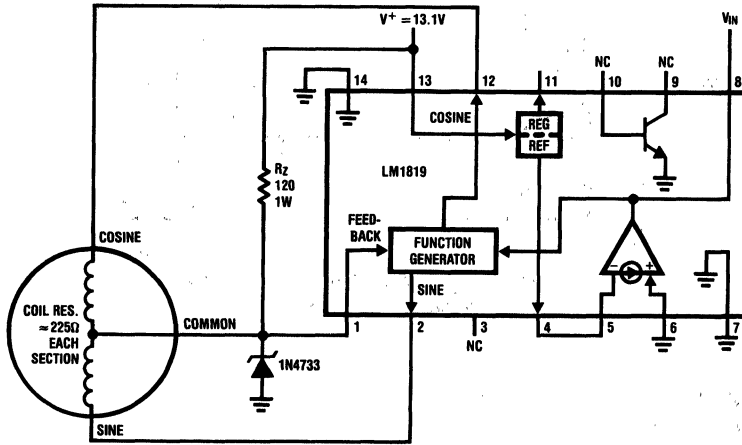 V+ = 13.1V
VIN
NC
NC
14
13
12
11
10
9
8
COSINE
REG
REF
RZ
120
1W
LM1819
FEED-
BACK
FUNCTION
GENERATOR
SINE
COSINE
COIL RES.
≈225Ω
EACH
SECTION
COMMON
- +
1
2
3
4
5
6
7
NC
1N4733
SINE